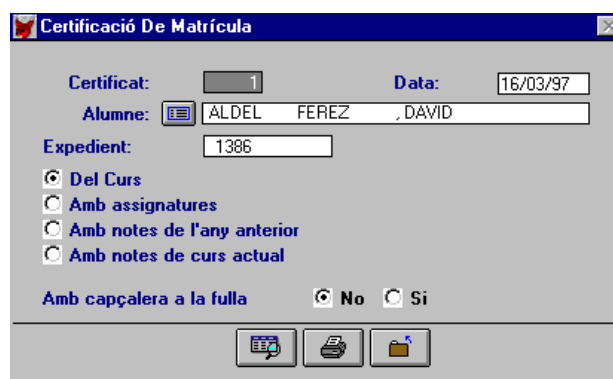 Certificació De Matrícula
Certificat: 1 Data: 16/03/97
Alumne: ALDEL FEREZ , DAVID
Expedient: 1386
Del Curs
Amb assignatures
Amb notes de l'any anterior
Amb notes de curs actual
Amb capçalera a la fulla No Si